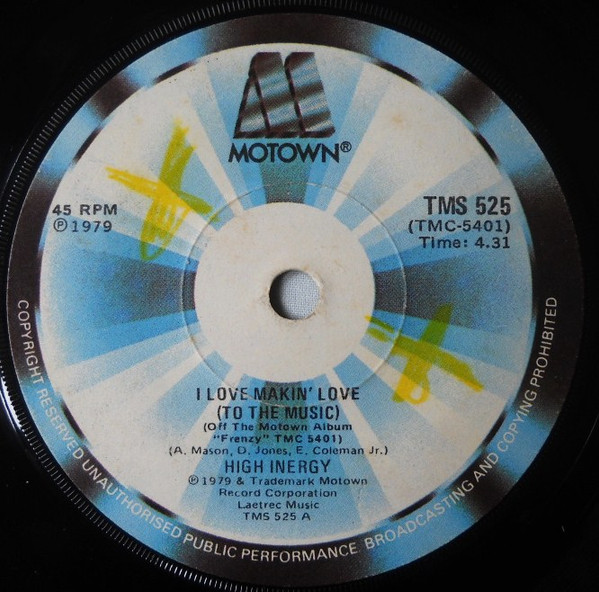 MOTOWN®
45 RPM
℗1979
TMS 525
(TMC-5401)
Time: 4.31
I LOVE MAKIN' LOVE
(TO THE MUSIC)
(Off The Motown Album
"Frenzy" TMC 5401)
(A. Mason, D. Jones, E. Coleman Jr.)
HIGH INERGY
℗1979 & Trademark Motown
Record Corporation
Laetrec Music
TMS 525 A
COPYRIGHT RESERVED UNAUTHORISED PUBLIC PERFORMANCE BROADCASTING AND COPYING PROHIBITED